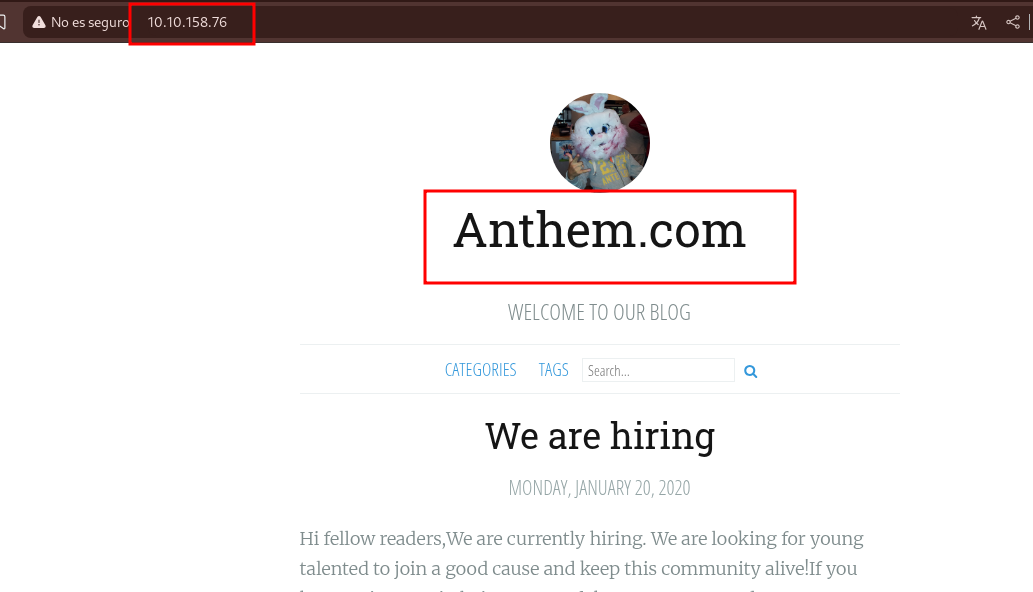 No es seguro 10.10.158.76
Anthem.com
WELCOME TO OUR BLOG
CATEGORIES TAGS Search...
We are hiring
MONDAY, JANUARY 20, 2020
Hi fellow readers,We are currently hiring. We are looking for young
talented to join a good cause and keep this community alive!If you